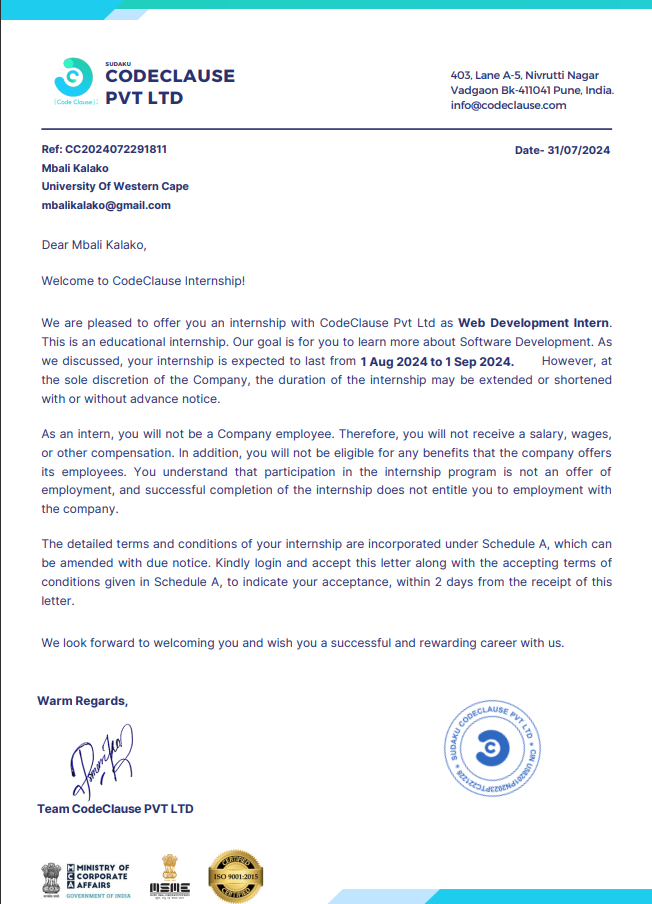 SUDAKU
CODECLAUSE
PVT LTD
{Code Clause};
403, Lane A-5, Nivrutti Nagar
Vadgaon Bk-411041 Pune, India.
info@codeclause.com
Ref: CC2024072291811
Date- 31/07/2024
Mbali Kalako
University Of Western Cape
mbalikalako@gmail.com
Dear Mbali Kalako,
Welcome to CodeClause Internship!
We are pleased to offer you an internship with CodeClause Pvt Ltd as Web Development Intern.
This is an educational internship. Our goal is for you to learn more about Software Development. As
we discussed, your internship is expected to last from 1 Aug 2024 to 1 Sep 2024. However, at
the sole discretion of the Company, the duration of the internship may be extended or shortened
with or without advance notice.
As an intern, you will not be a Company employee. Therefore, you will not receive a salary, wages,
or other compensation. In addition, you will not be eligible for any benefits that the company offers
its employees. You understand that participation in the internship program is not an offer of
employment, and successful completion of the internship does not entitle you to employment with
the company.
The detailed terms and conditions of your internship are incorporated under Schedule A, which can
be amended with due notice. Kindly login and accept this letter along with the accepting terms of
conditions given in Schedule A, to indicate your acceptance, within 2 days from the receipt of this
letter.
We look forward to welcoming you and wish you a successful and rewarding career with us.
Warm Regards,
Team CodeClause PVT LTD
SUDAKU CODECLAUSE PVT LTD
MCA
MINISTRY OF
CORPORATE
AFFAIRS
GOVERNMENT OF INDIA
MSME
CERTIFIED
ISO 9001:2015
CERTIFIED